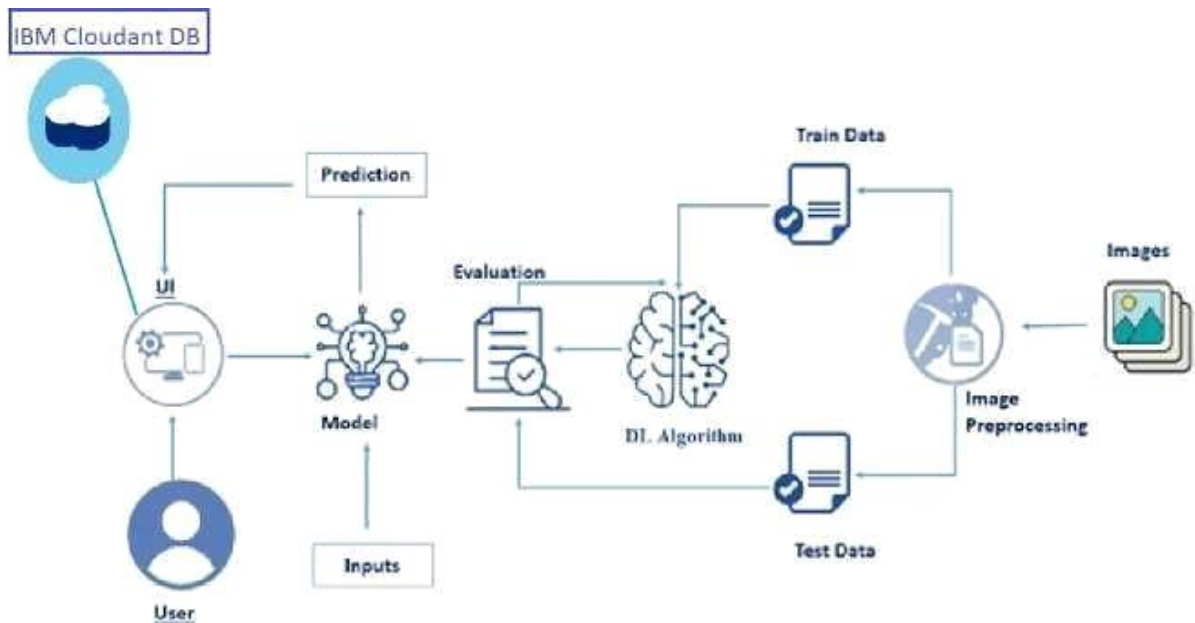 IBM Cloudant DB
Train Data
Prediction
Images
Evaluation
UI
Image
Preprocessing
Model
DL Algorithm
Test Data
Inputs
User